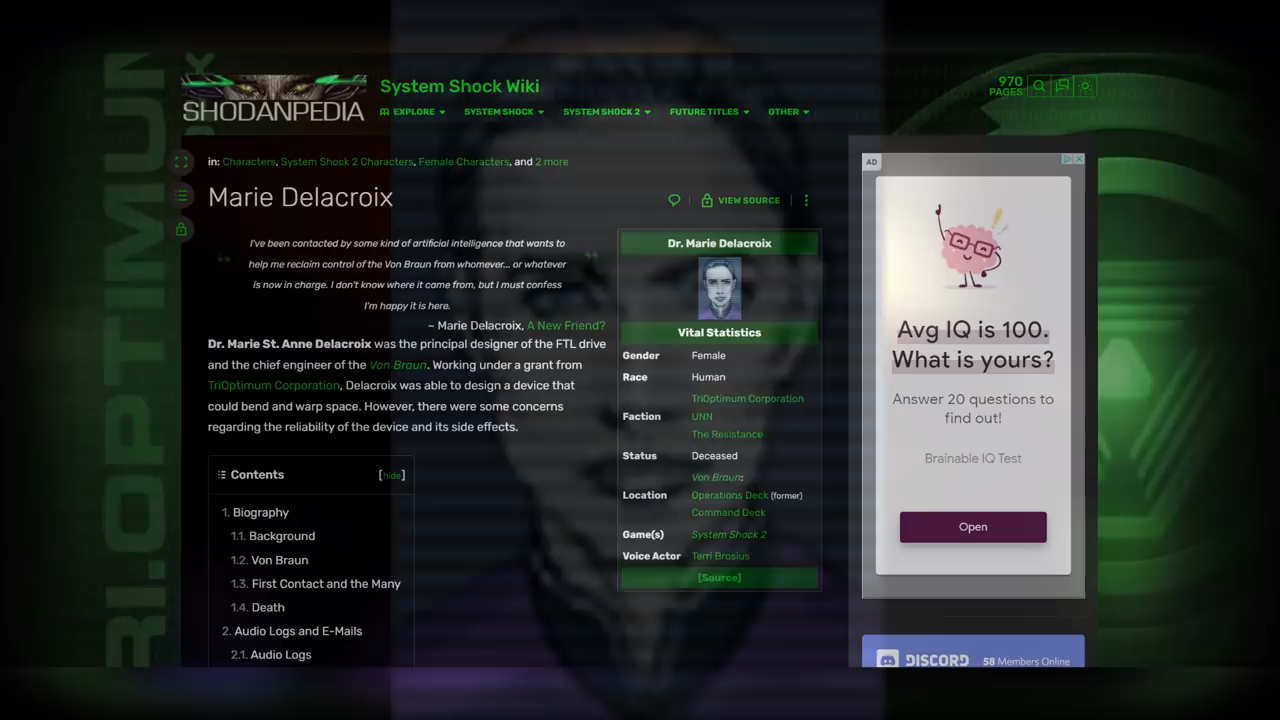 System Shock Wiki
SHODANPEDIA
970
PAGES
EXPLORE
SYSTEM SHOCK
SYSTEM SHOCK 2
FUTURE TITLES
OTHER
in: Characters, System Shock 2 Characters, Female Characters, and 2 more
Marie Delacroix
VIEW SOURCE
I've been contacted by some kind of artificial intelligence that wants to
help me reclaim control of the Von Braun from whomever... or whatever
is now in charge. I don't know where it came from, but I must confess
I'm happy it is here.
– Marie Delacroix, A New Friend?
Dr. Marie St. Anne Delacroix was the principal designer of the FTL drive
and the chief engineer of the Von Braun. Working under a grant from
TriOptimum Corporation, Delacroix was able to design a device that
could bend and warp space. However, there were some concerns
regarding the reliability of the device and its side effects.
Contents
[hide]
1. Biography
1.1. Background
1.2. Von Braun
1.3. First Contact and the Many
1.4. Death
2. Audio Logs and E-Mails
2.1. Audio Logs
Dr. Marie Delacroix
Vital Statistics
Gender Female
Race Human
TriOptimum Corporation
Faction UNN
The Resistance
Status Deceased
Von Braun:
Location Operations Deck (former)
Command Deck
Game(s) System Shock 2
Voice Actor Terri Brosius
[Source]
AD
Avg IQ is 100.
What is yours?
Answer 20 questions to
find out!
Brainable IQ Test
Open
DISCORD 58 Members Online
RI.OPTIMUM